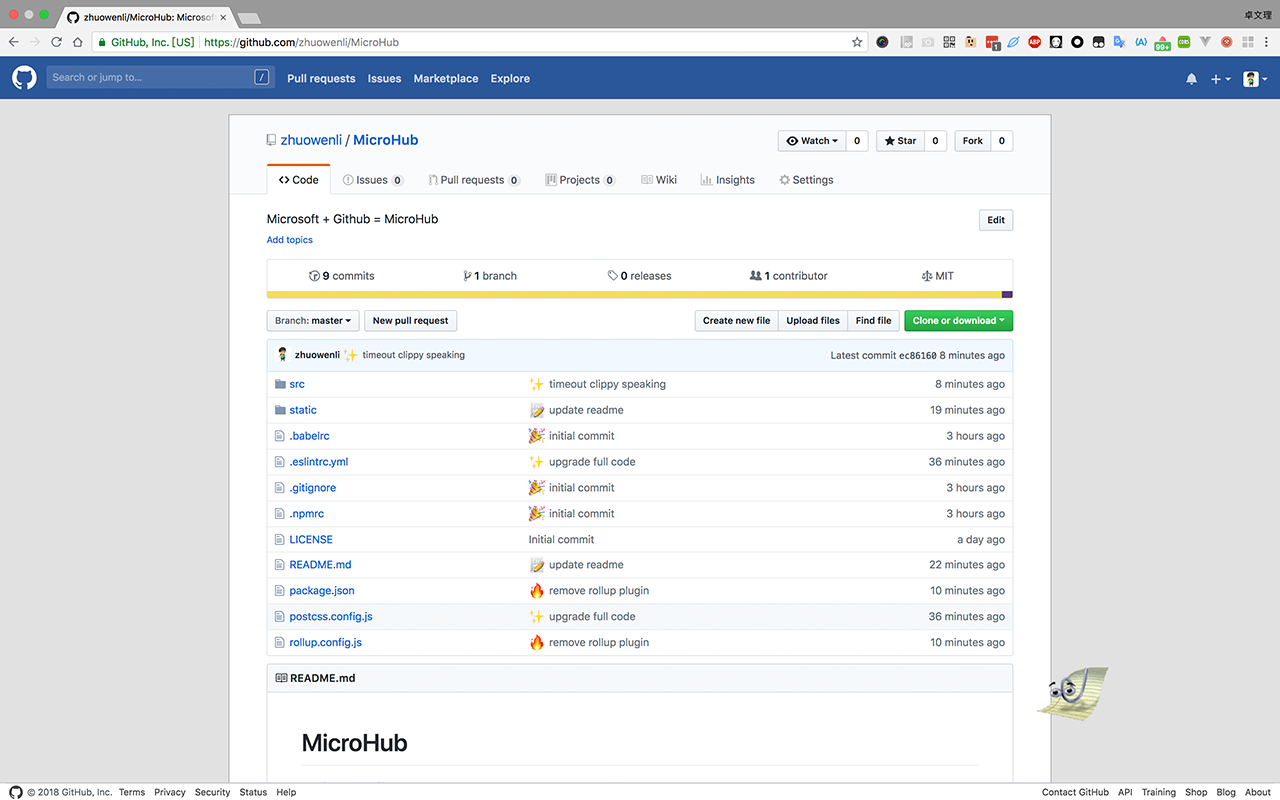 zhuowenli/MicroHub: Microsof
卓文理
GitHub, Inc. [US] https://github.com/zhuowenli/MicroHub
ABP 1 {A} 99+ CORS
Search or jump to... / Pull requests Issues Marketplace Explore
zhuowenli / MicroHub Watch 0 Star 0 Fork 0
Code Issues 0 Pull requests 0 Projects 0 Wiki Insights Settings
Microsoft + Github = MicroHub Edit
Add topics
9 commits 1 branch 0 releases 1 contributor MIT
Branch: master New pull request Create new file Upload files Find file Clone or download
zhuowenli ✨ timeout clippy speaking Latest commit ec86160 8 minutes ago
src ✨ timeout clippy speaking 8 minutes ago
static 📝 update readme 19 minutes ago
.babelrc 🎉 initial commit 3 hours ago
.eslintrc.yml ✨ upgrade full code 36 minutes ago
.gitignore 🎉 initial commit 3 hours ago
.npmrc 🎉 initial commit 3 hours ago
LICENSE Initial commit a day ago
README.md 📝 update readme 22 minutes ago
package.json 🔥 remove rollup plugin 10 minutes ago
postcss.config.js ✨ upgrade full code 36 minutes ago
rollup.config.js 🔥 remove rollup plugin 10 minutes ago
README.md
MicroHub
© 2018 GitHub, Inc. Terms Privacy Security Status Help Contact GitHub API Training Shop Blog About